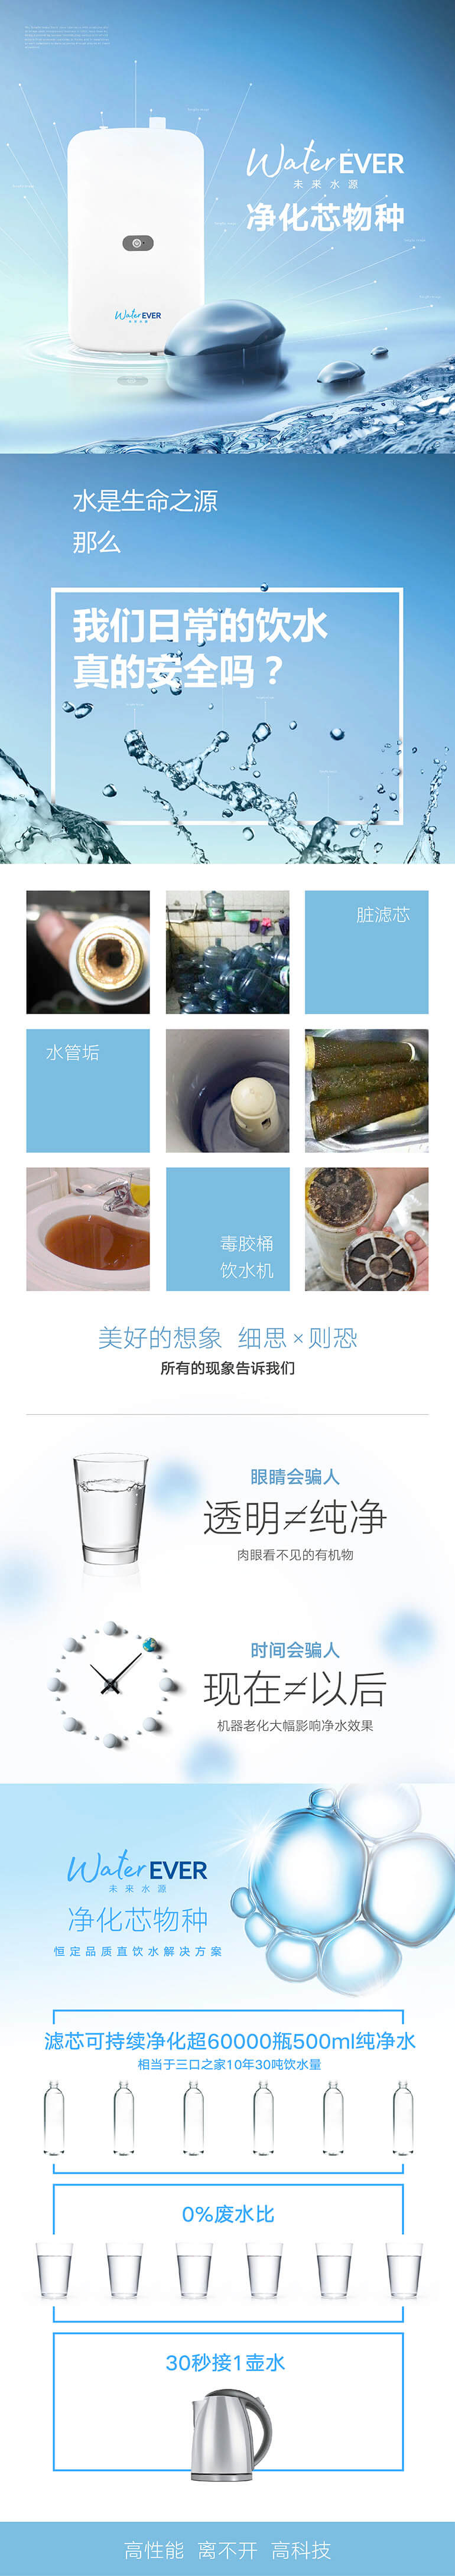 Water EVER
未来水源
净化芯物种
Water EVER
未来水源
水是生命之源
那么
我们日常的饮水
真的安全吗？
脏滤芯
水管垢
毒胶桶
饮水机
美好的想象 细思×则恐
所有的现象告诉我们
眼睛会骗人
透明≠纯净
肉眼看不见的有机物
时间会骗人
现在≠以后
机器老化大幅影响净水效果
Water EVER
未来水源
净化芯物种
恒定品质直饮水解决方案
滤芯可持续净化超60000瓶500ml纯净水
相当于三口之家10年30吨饮水量
0%废水比
30秒接1壶水
高性能 离不开 高科技